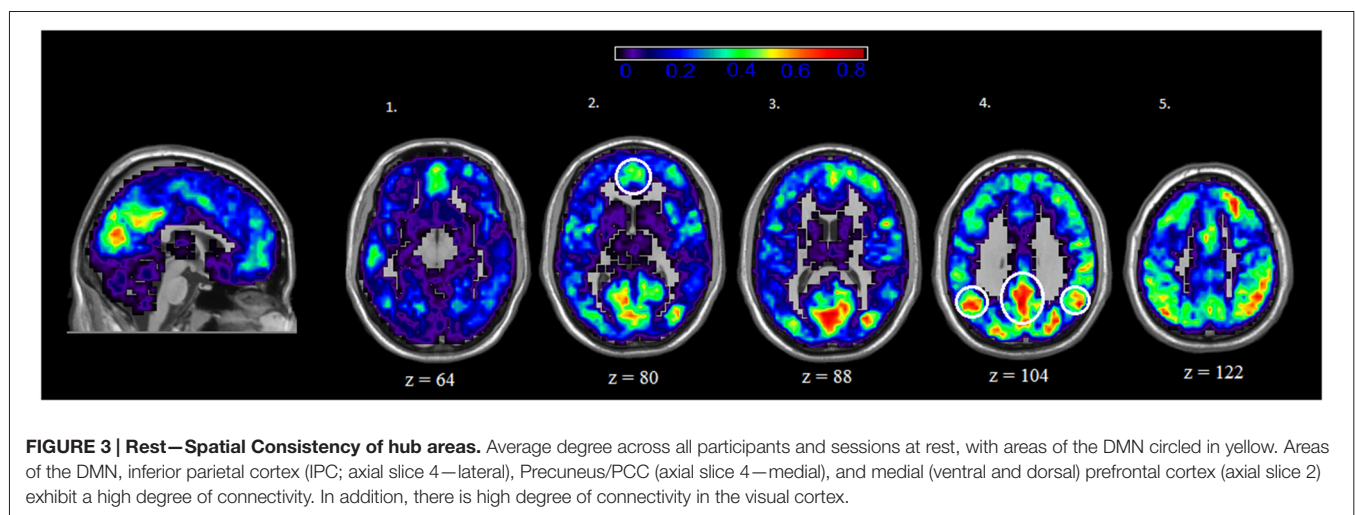 0 0.2 0.4 0.6 0.8
1. 2. 3. 4. 5.
z = 64 z = 80 z = 88 z = 104 z = 122
FIGURE 3 | Rest—Spatial Consistency of hub areas. Average degree across all participants and sessions at rest, with areas of the DMN circled in yellow. Areas
of the DMN, inferior parietal cortex (IPC; axial slice 4—lateral), Precuneus/PCC (axial slice 4—medial), and medial (ventral and dorsal) prefrontal cortex (axial slice 2)
exhibit a high degree of connectivity. In addition, there is high degree of connectivity in the visual cortex.